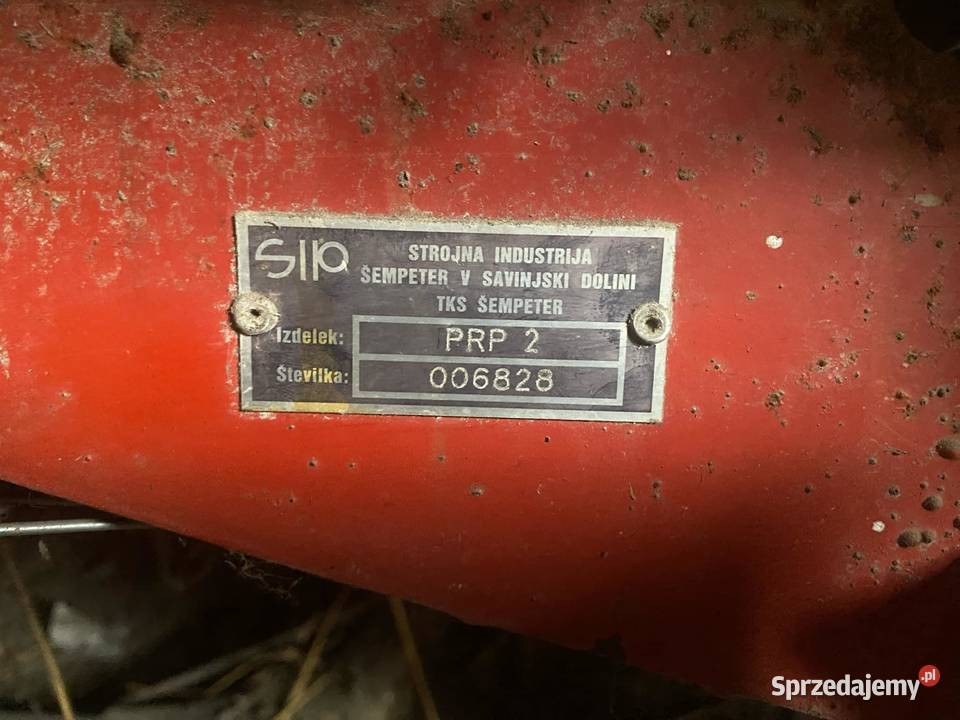 SIP
STROJNA INDUSTRIJA
ŠEMPETER V SAVINJSKI DOLINI
TKS ŠEMPETER
Izdelek: PRP 2
Številka: 006828
Sprzedajemy.pl